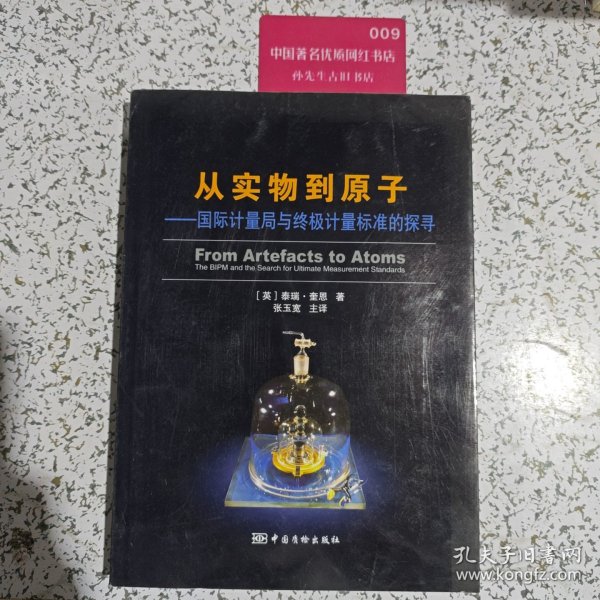 009
中国著名优质网红书店
孙先生古旧书店
从实物到原子
——国际计量局与终极计量标准的探寻
From Artefacts to Atoms
The BIPM and the Search for Ultimate Measurement Standards
[英] 泰瑞·奎恩 著
张玉宽 主译
中国质检出版社
孔夫子旧书网
www.kongfz.com